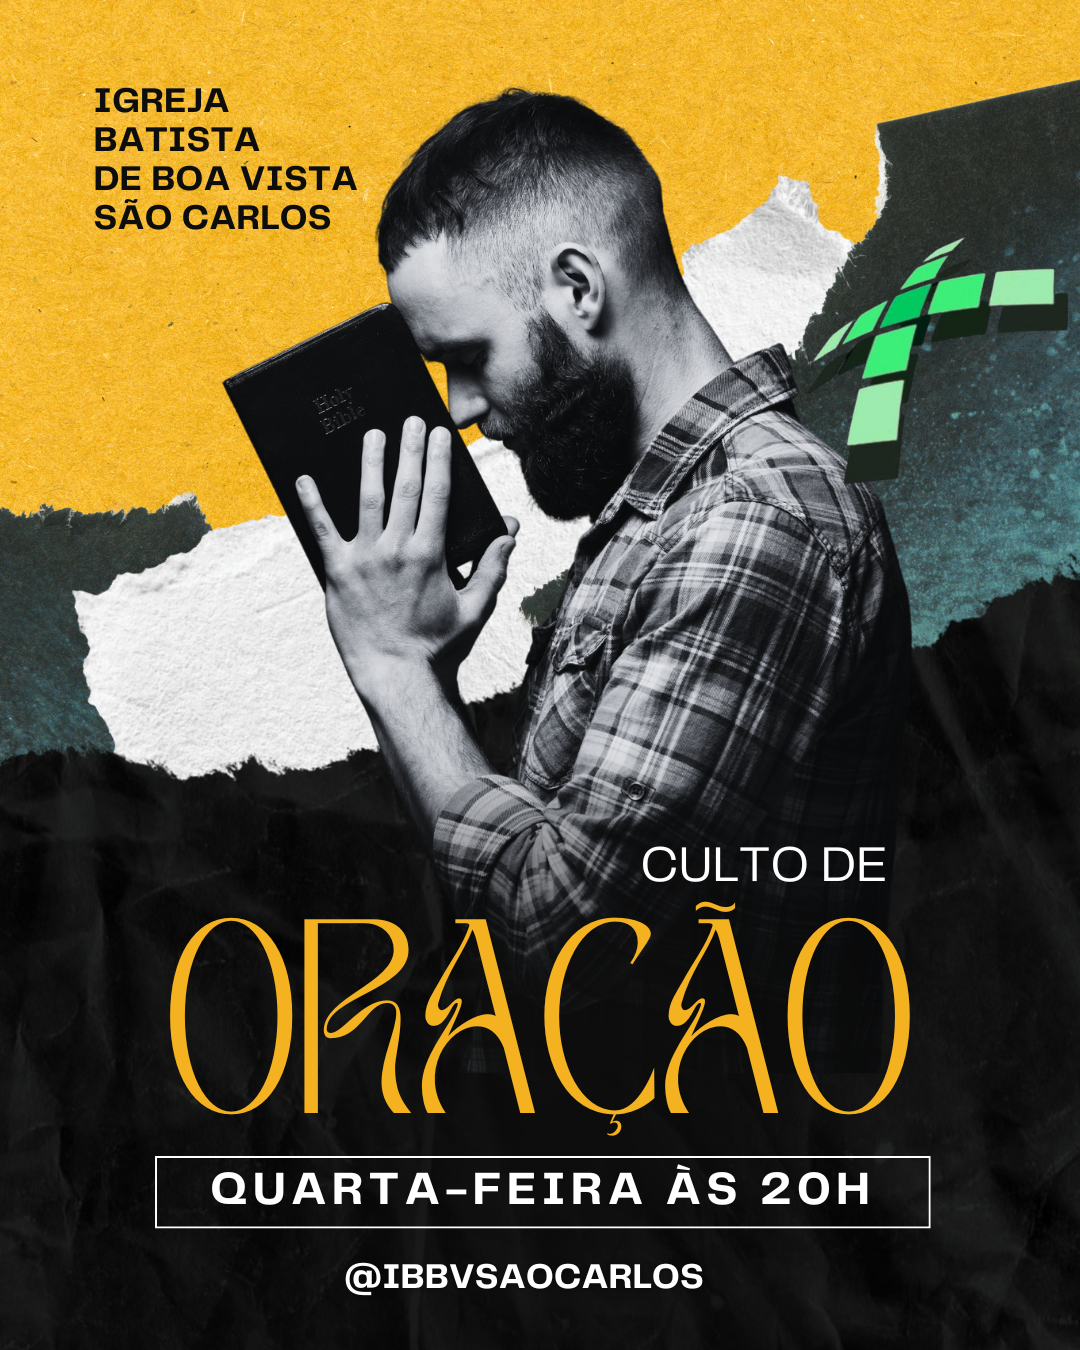 IGREJA
BATISTA
DE BOA VISTA
SÃO CARLOS
Holy
Bible
CULTO DE
ORAÇÃO
QUARTA-FEIRA ÀS 20H
@IBBVSAOCARLOS